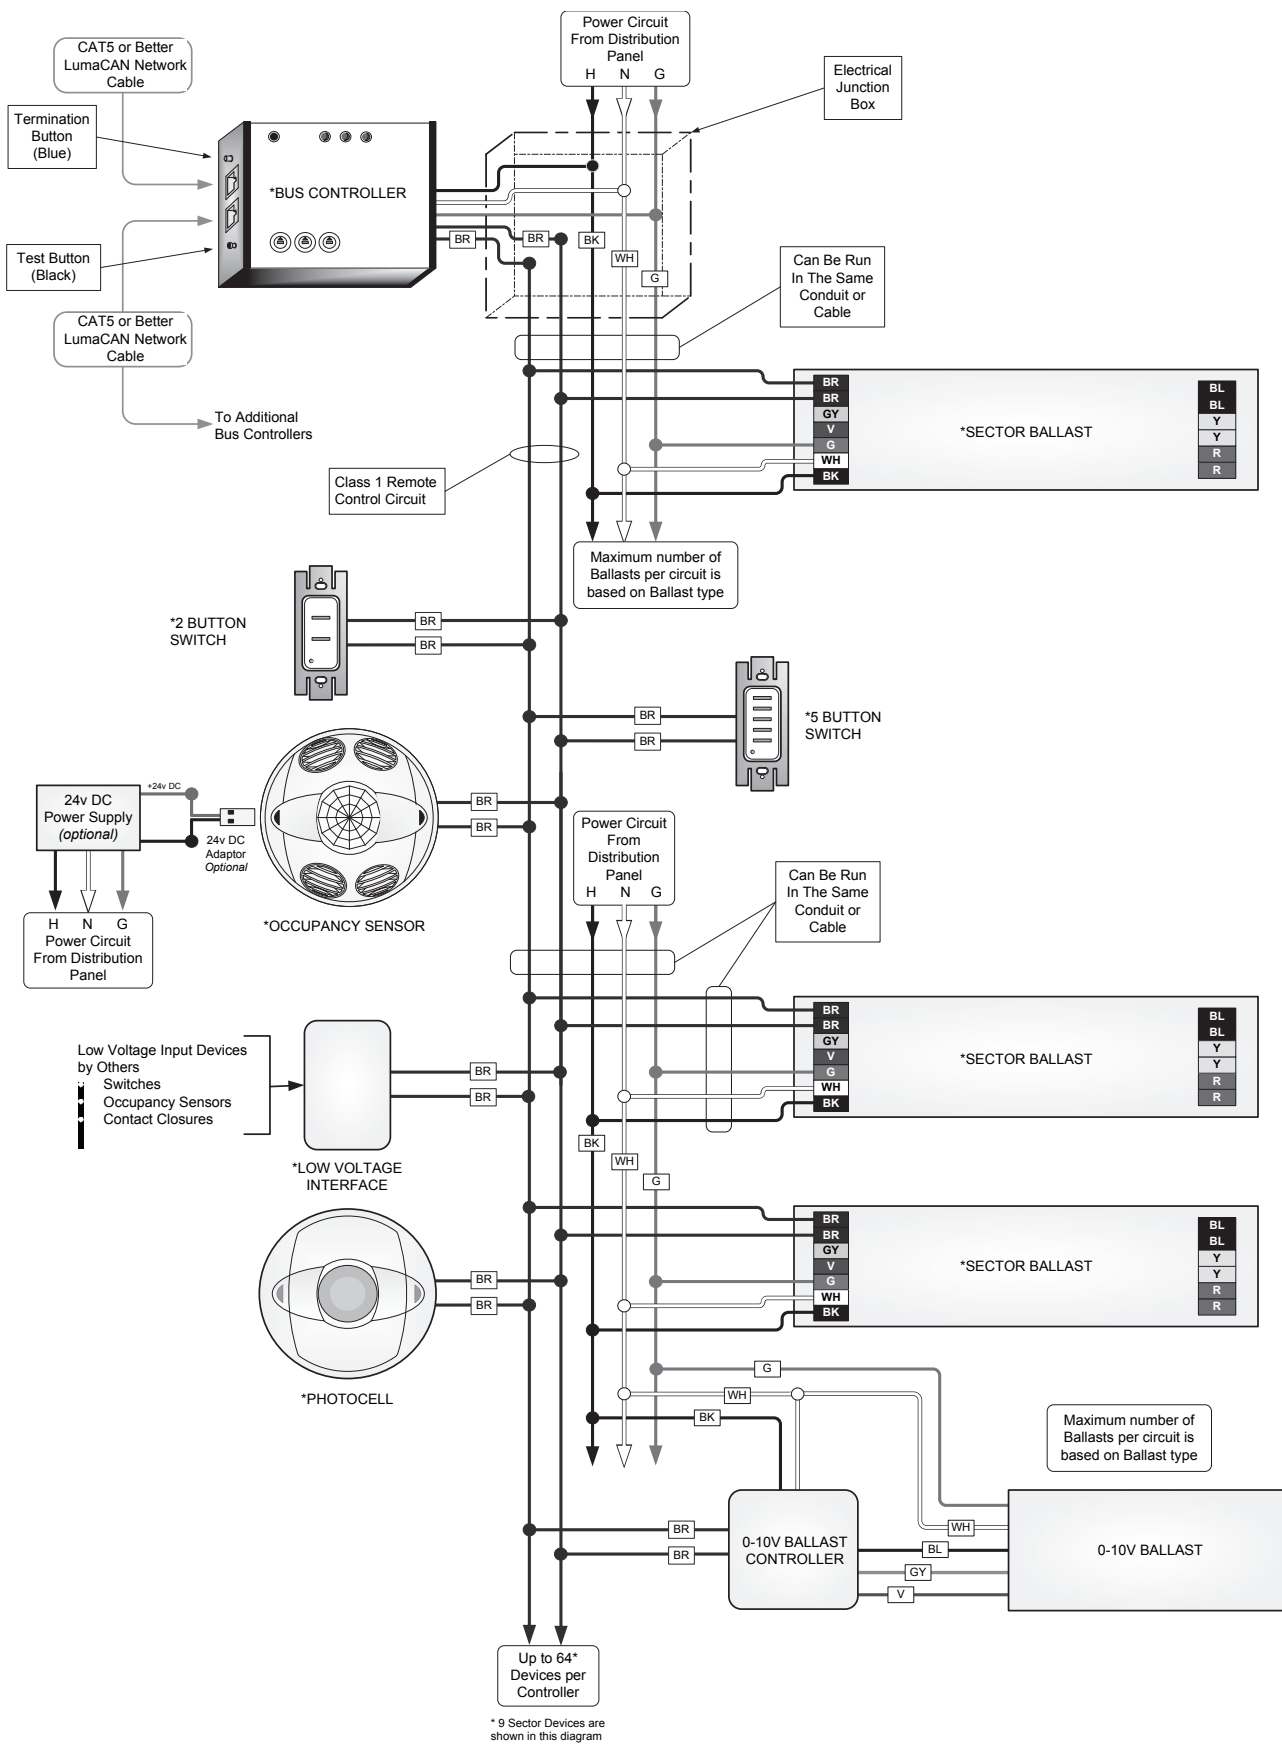 CAT5 or Better
LumaCAN Network
Cable
Termination
Button
(Blue)
Test Button
(Black)
CAT5 or Better
LumaCAN Network
Cable
To Additional
Bus Controllers
*BUS CONTROLLER
BR
BR
Power Circuit
From Distribution
Panel
H N G
Electrical
Junction
Box
BK
WH
G
Can Be Run
In The Same
Conduit or
Cable
BR
BR
GY
V
G
WH
BK
*SECTOR BALLAST
BL
BL
Y
Y
R
R
Class 1 Remote
Control Circuit
Maximum number of
Ballasts per circuit is
based on Ballast type
*2 BUTTON
SWITCH
BR
BR
BR
BR
*5 BUTTON
SWITCH
24v DC
Power Supply
(optional)
+24v DC
24v DC
Adaptor
Optional
H N G
Power Circuit
From Distribution
Panel
BR
BR
*OCCUPANCY SENSOR
Power Circuit
From
Distribution
Panel
H N G
Can Be Run
In The Same
Conduit or
Cable
Low Voltage Input Devices
by Others
Switches
Occupancy Sensors
Contact Closures
BR
BR
*LOW VOLTAGE
INTERFACE
BR
BR
GY
V
G
WH
BK
*SECTOR BALLAST
BL
BL
Y
Y
R
R
BK
WH
G
BR
BR
*PHOTOCELL
BR
BR
GY
V
G
WH
BK
*SECTOR BALLAST
BL
BL
Y
Y
R
R
G
WH
BK
Maximum number of
Ballasts per circuit is
based on Ballast type
BR
BR
0-10V BALLAST
CONTROLLER
WH
BL
GY
V
0-10V BALLAST
Up to 64*
Devices per
Controller
* 9 Sector Devices are
shown in this diagram